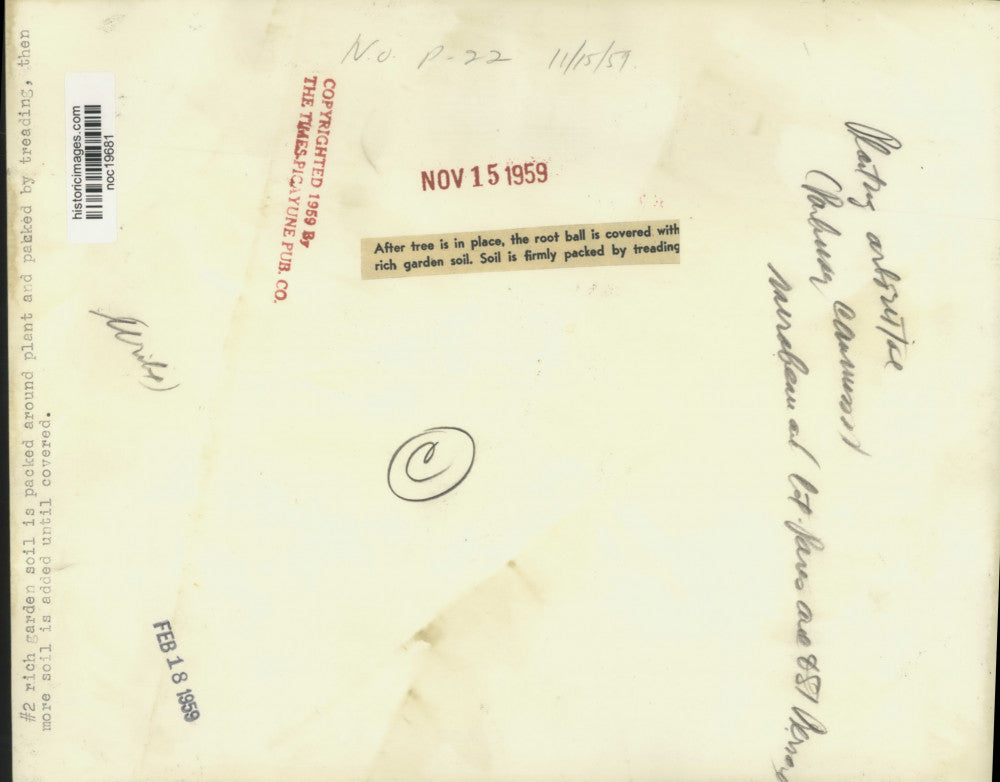 N.O. P-22 11/15/59
COPYRIGHTED 1959 By
THE TIMES-PICAYUNE PUB. CO.
NOV 15 1959
After tree is in place, the root ball is covered with
rich garden soil. Soil is firmly packed by treading
historicimages.com
noc19681
#2 rich garden soil is packed around plant and packed by treading, then
more soil is added until covered.
©
FEB 18 1959
Planting
Mirabeau and